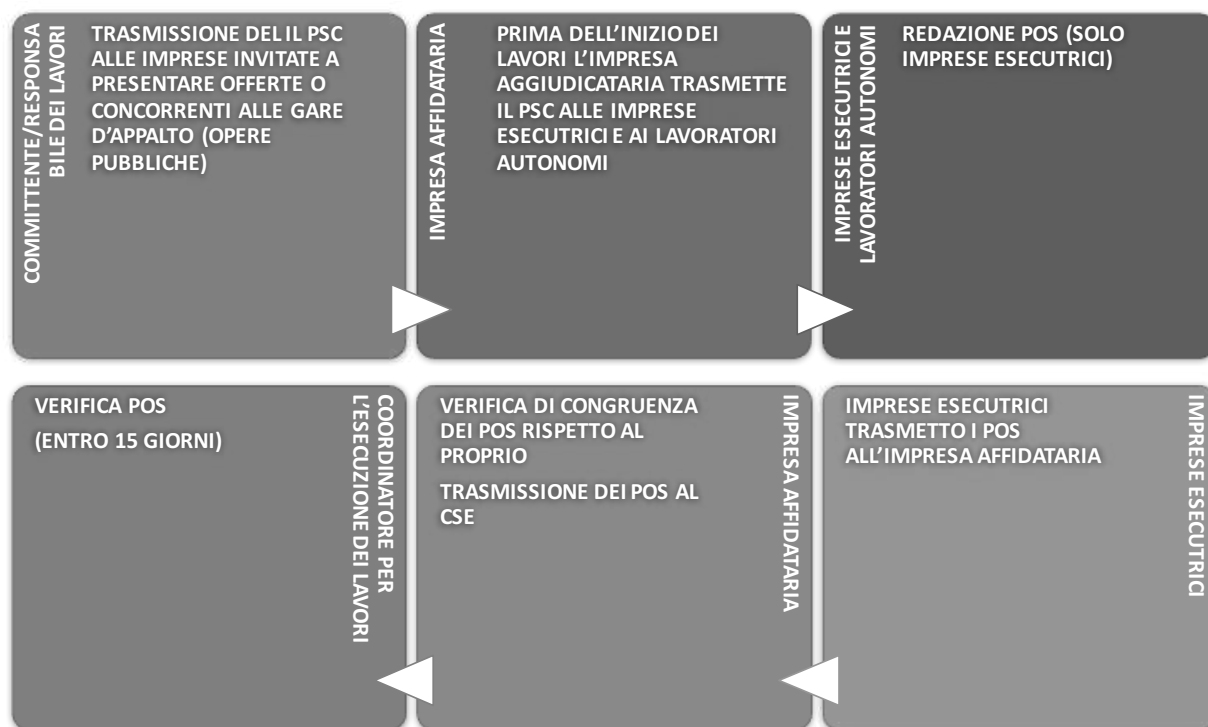 COMMITTENTE/RESPONSA
BILE DEI LAVORI
TRASMISSIONE DEL IL PSC
ALLE IMPRESE INVITATE A
PRESENTARE OFFERTE O
CONCORRENTI ALLE GARE
D’APPALTO (OPERE
PUBBLICHE)
IMPRESA AFFIDATARIA
PRIMA DELL’INIZIO DEI
LAVORI L’IMPRESA
AGGIUDICATARIA TRASMETTE
IL PSC ALLE IMPRESE
ESECUTRICI E AI LAVORATORI
AUTONOMI
IMPRESE ESECUTRICI E
LAVORATORI AUTONOMI
REDAZIONE POS (SOLO
IMPRESE ESECUTRICI)
VERIFICA POS
(ENTRO 15 GIORNI)
COORDINATORE PER
L’ESECUZIONE DEI LAVORI
VERIFICA DI CONGRUENZA
DEI POS RISPETTO AL
PROPRIO
TRASMISSIONE DEI POS AL
CSE
IMPRESA AFFIDATARIA
IMPRESE ESECUTRICI
TRASMETTO I POS
ALL’IMPRESA AFFIDATARIA
IMPRESE ESECUTRICI